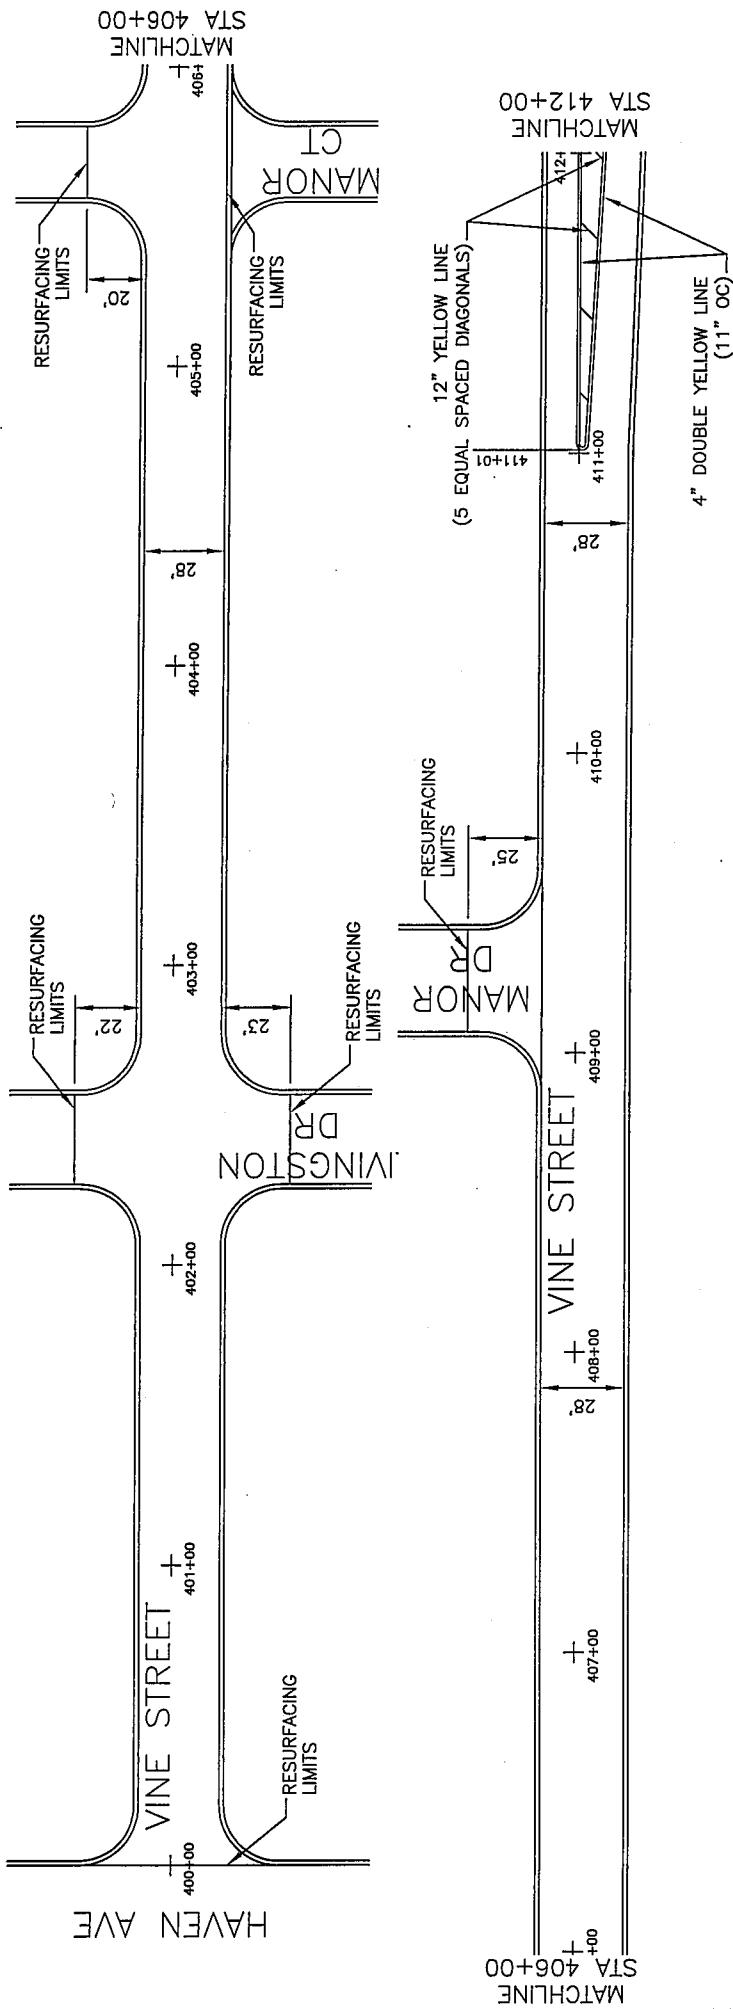 HAVEN AVE
400+00
RESURFACING
LIMITS
VINE STREET
401+00
402+00
.IVINGSTON
DR
22'
RESURFACING
LIMITS
23'
RESURFACING
LIMITS
403+00
404+00
28'
405+00
20'
RESURFACING
LIMITS
RESURFACING
LIMITS
MANOR
CT
406+
MATCHLINE
STA 406+00
MATCHLINE
STA 406+00
+00
407+00
28'
408+00
VINE STREET
409+00
MANOR
DR
25'
RESURFACING
LIMITS
410+00
28'
411+00
411+01
12" YELLOW LINE
(5 EQUAL SPACED DIAGONALS)
4" DOUBLE YELLOW LINE
(11" OC)
412+
MATCHLINE
STA 412+00